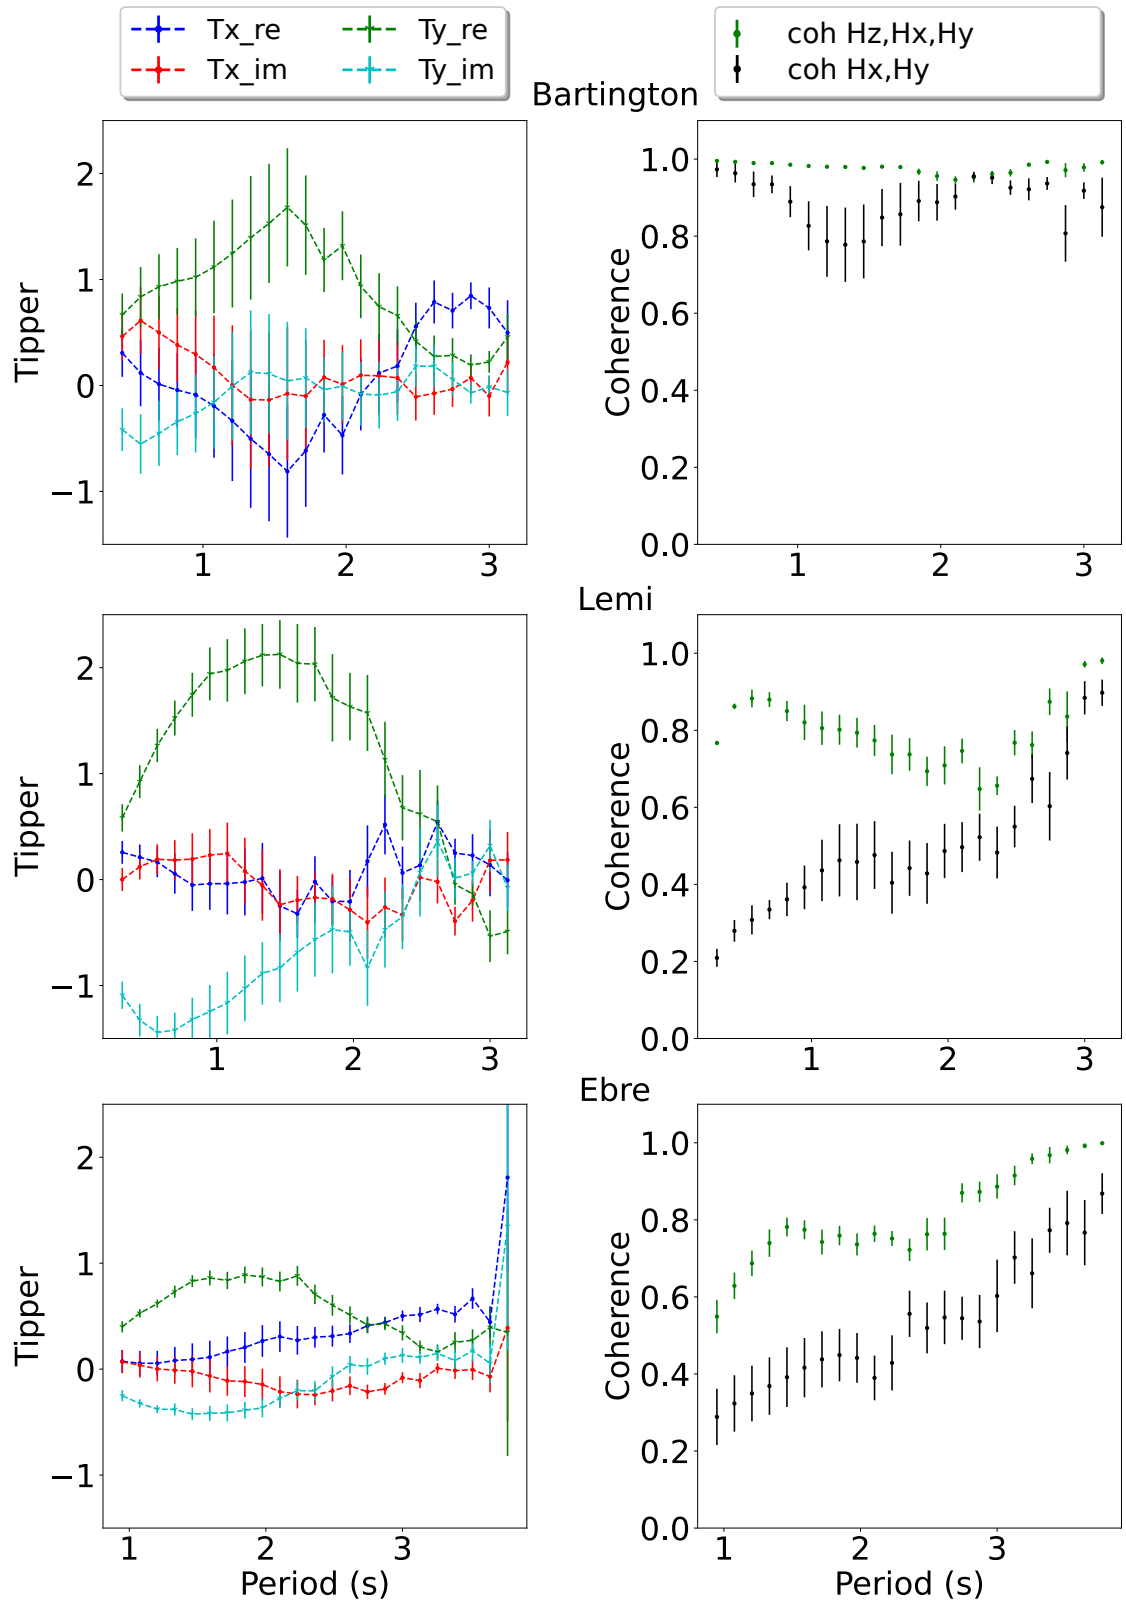 Tx_re
Tx_im
Ty_re
Ty_im
coh Hz,Hx,Hy
coh Hx,Hy
Bartington
Tipper
2
1
0
−1
1
2
3
Coherence
1.0
0.8
0.6
0.4
0.2
0.0
1
2
3
Lemi
Tipper
2
1
0
−1
1
2
3
Coherence
1.0
0.8
0.6
0.4
0.2
0.0
1
2
3
Ebre
Tipper
2
1
0
−1
1
2
3
Period (s)
Coherence
1.0
0.8
0.6
0.4
0.2
0.0
1
2
3
Period (s)